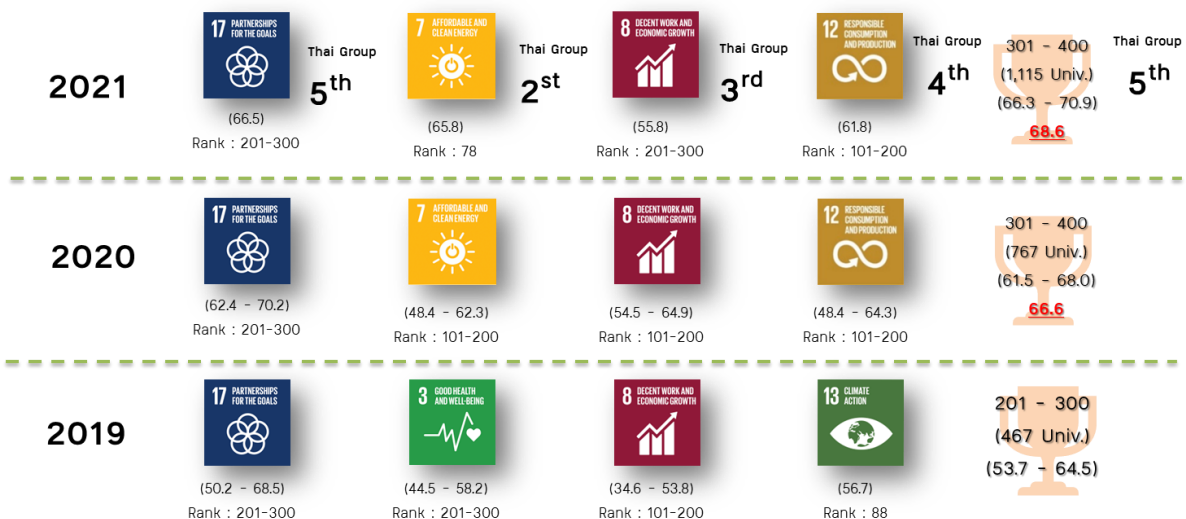 2021
17 PARTNERSHIPS
FOR THE GOALS
Thai Group
5th
(66.5)
Rank : 201-300
7 AFFORDABLE AND
CLEAN ENERGY
Thai Group
2st
(65.8)
Rank : 78
8 DECENT WORK AND
ECONOMIC GROWTH
Thai Group
3rd
(55.8)
Rank : 201-300
12 RESPONSIBLE
CONSUMPTION
AND PRODUCTION
Thai Group
4th
(61.8)
Rank : 101-200
301 - 400
(1,115 Univ.)
(66.3 - 70.9)
68.6
Thai Group
5th
2020
17 PARTNERSHIPS
FOR THE GOALS
(62.4 - 70.2)
Rank : 201-300
7 AFFORDABLE AND
CLEAN ENERGY
(48.4 - 62.3)
Rank : 101-200
8 DECENT WORK AND
ECONOMIC GROWTH
(54.5 - 64.9)
Rank : 101-200
12 RESPONSIBLE
CONSUMPTION
AND PRODUCTION
(48.4 - 64.3)
Rank : 101-200
301 - 400
(767 Univ.)
(61.5 - 68.0)
66.6
2019
17 PARTNERSHIPS
FOR THE GOALS
(50.2 - 68.5)
Rank : 201-300
3 GOOD HEALTH
AND WELL-BEING
(44.5 - 58.2)
Rank : 201-300
8 DECENT WORK AND
ECONOMIC GROWTH
(34.6 - 53.8)
Rank : 101-200
13 CLIMATE
ACTION
(56.7)
Rank : 88
201 - 300
(467 Univ.)
(53.7 - 64.5)